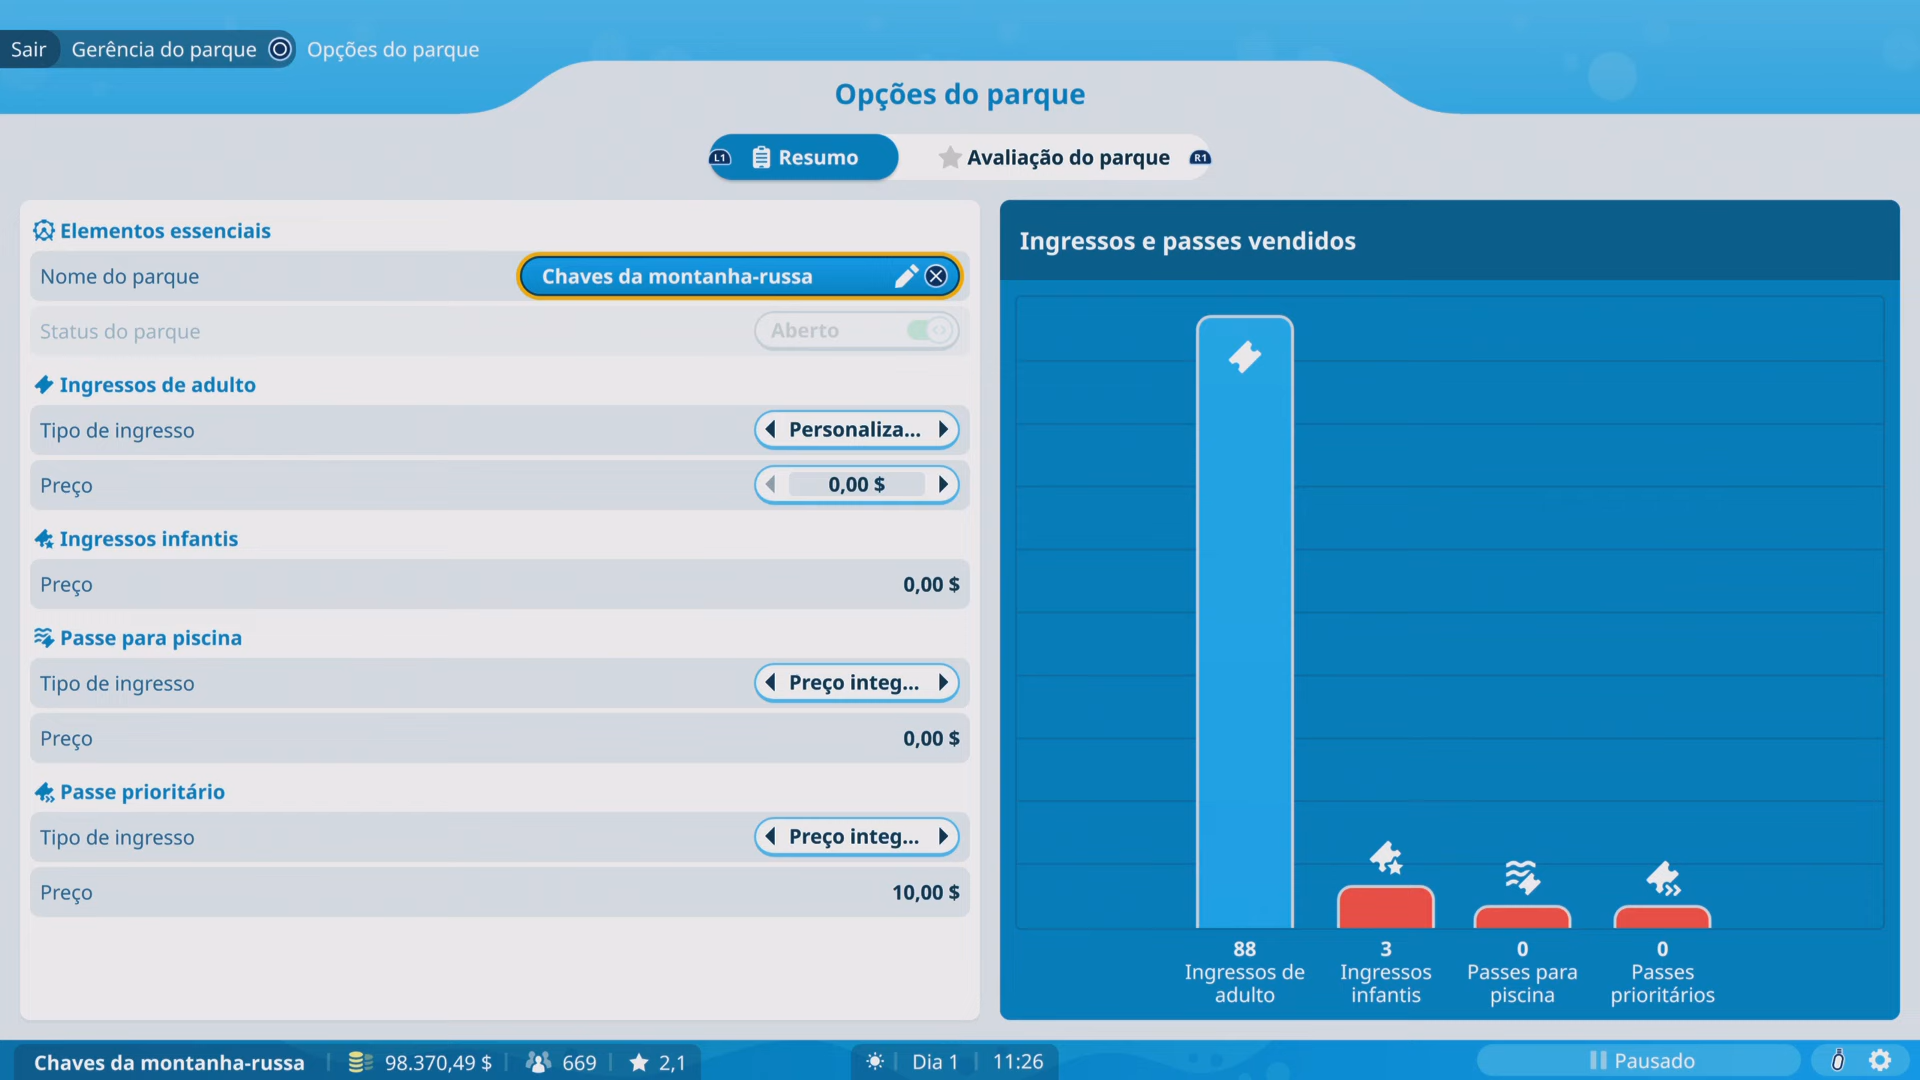 Sair
Gerência do parque
Opções do parque
Opções do parque
L1
Resumo
Avaliação do parque
R1
Elementos essenciais
Nome do parque
Chaves da montanha-russa
Status do parque
Aberto
Ingressos de adulto
Tipo de ingresso
Personaliza...
Preço
0,00 $
Ingressos infantis
Preço
0,00 $
Passe para piscina
Tipo de ingresso
Preço integ...
Preço
0,00 $
Passe prioritário
Tipo de ingresso
Preço integ...
Preço
10,00 $
Ingressos e passes vendidos
88
Ingressos de
adulto
3
Ingressos
infantis
0
Passes para
piscina
0
Passes
prioritários
Chaves da montanha-russa
98.370,49 $
669
2,1
Dia 1
11:26
Pausado